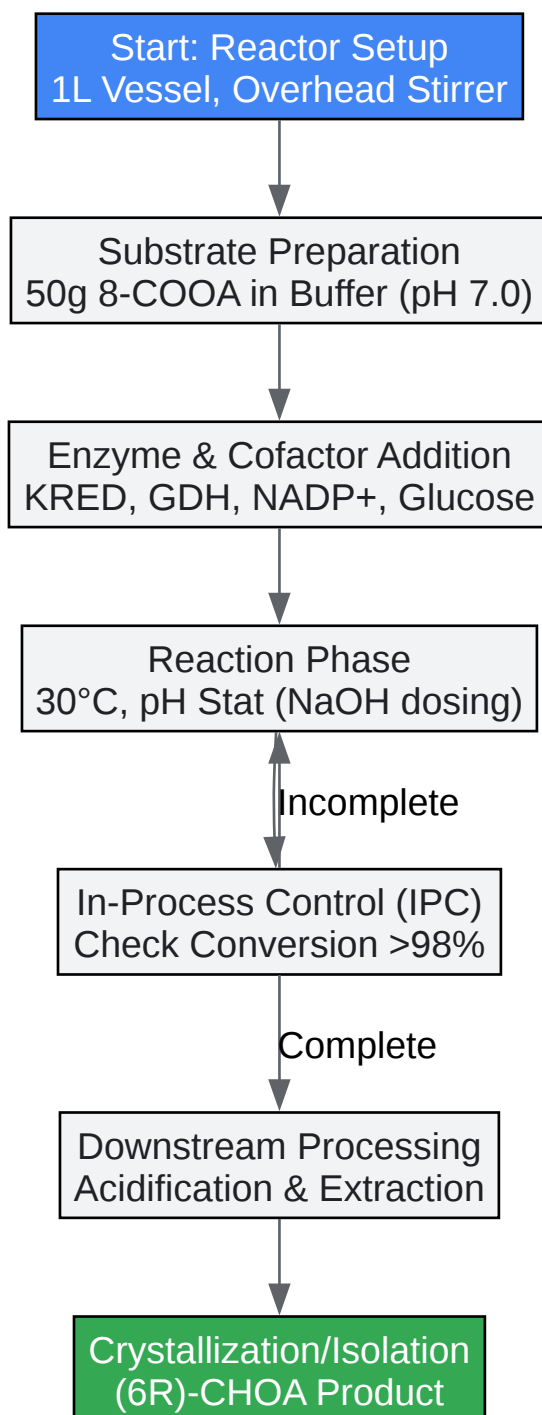 Start: Reactor Setup
1L Vessel, Overhead Stirrer
Substrate Preparation
50g 8-COOA in Buffer (pH 7.0)
Enzyme & Cofactor Addition
KRED, GDH, NADP+, Glucose
Reaction Phase
30°C, pH Stat (NaOH dosing)
Incomplete
In-Process Control (IPC)
Check Conversion >98%
Complete
Downstream Processing
Acidification & Extraction
Crystallization/Isolation
(6R)-CHOA Product